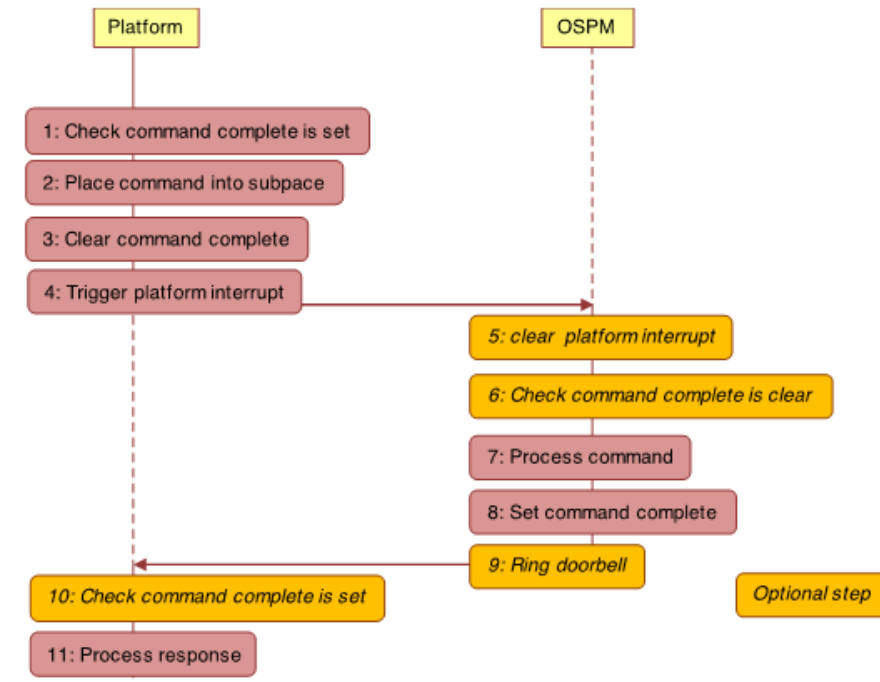 Platform
OSPM
1: Check command complete is set
2: Place command into subpace
3: Clear command complete
4: Trigger platform interrupt
5: clear platform interrupt
6: Check command complete is clear
7: Process command
8: Set command complete
9: Ring doorbell
10: Check command complete is set
Optional step
11: Process response